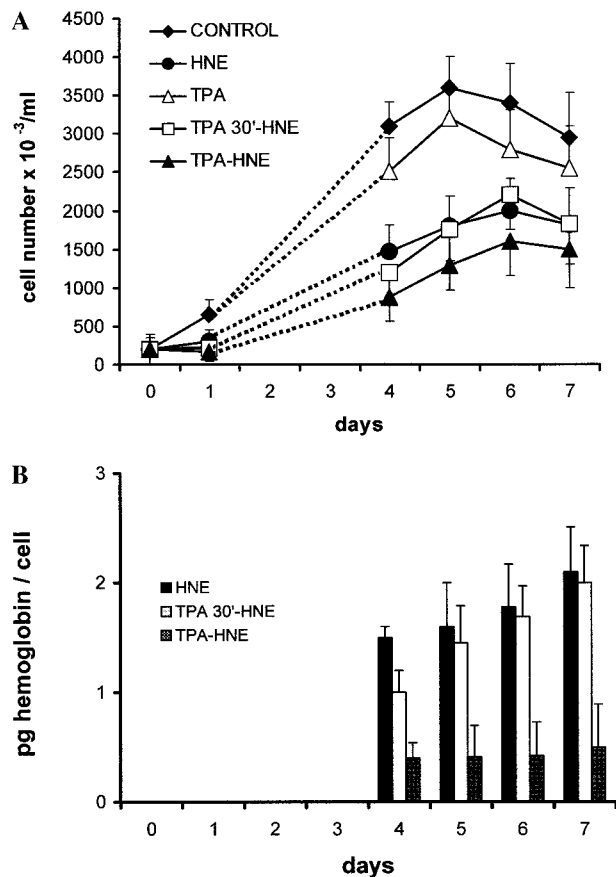 A
4500
4000
3500
3000
2500
2000
1500
1000
500
0
cell number x 10 -3/ml
CONTROL
HNE
TPA
TPA 30'-HNE
TPA-HNE
0 1 2 3 4 5 6 7
days
B
3
2
1
0
pg hemoglobin / cell
HNE
TPA 30'-HNE
TPA-HNE
0 1 2 3 4 5 6 7
days